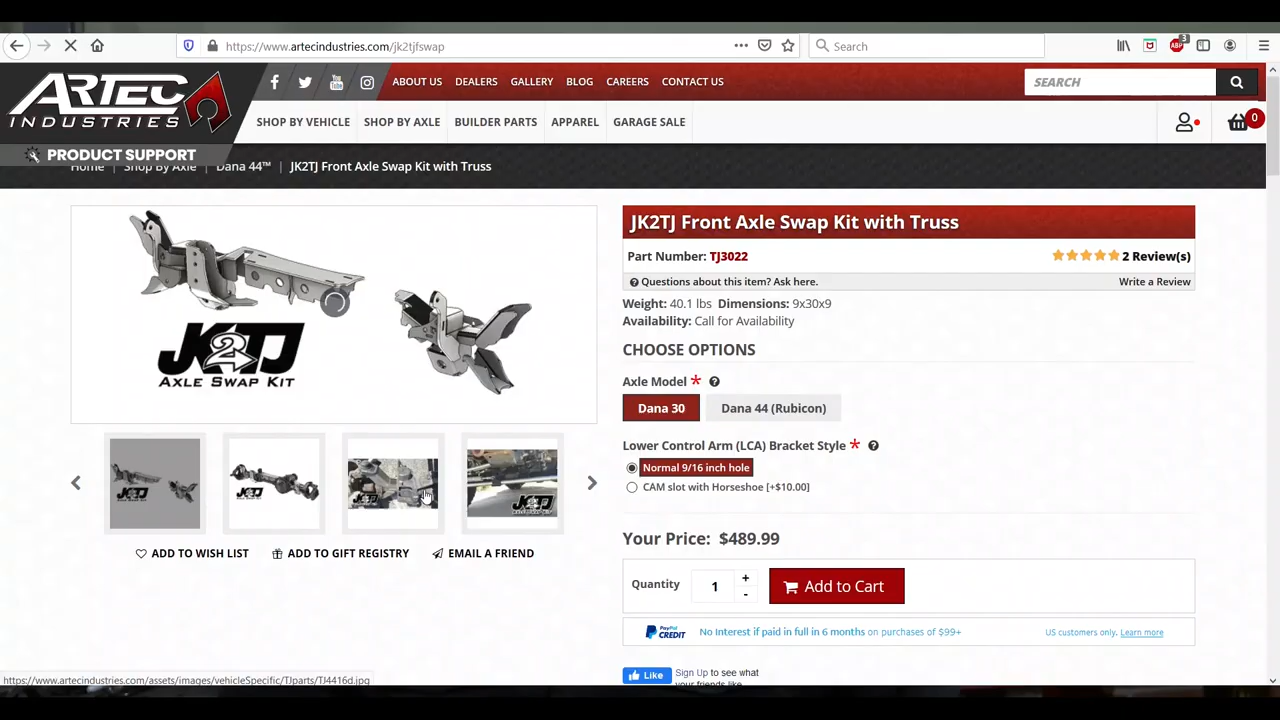 https://www.artecindustries.com/jk2tjfswap
Search
3
ARTEC
INDUSTRIES
PRODUCT SUPPORT
You
Tube
ABOUT US DEALERS GALLERY BLOG CAREERS CONTACT US
SEARCH
SHOP BY VEHICLE SHOP BY AXLE BUILDER PARTS APPAREL GARAGE SALE
0
Home Shop By Axle Dana 44™ JK2TJ Front Axle Swap Kit with Truss
JK2TJ
AXLE SWAP KIT
JK2TJ Front Axle Swap Kit with Truss
Part Number: TJ3022
2 Review(s)
Questions about this item? Ask here.
Write a Review
Weight: 40.1 lbs Dimensions: 9x30x9
Availability: Call for Availability
CHOOSE OPTIONS
Axle Model *
Dana 30 Dana 44 (Rubicon)
Lower Control Arm (LCA) Bracket Style *
Normal 9/16 inch hole
CAM slot with Horseshoe [+$10.00]
Your Price: $489.99
Quantity 1 + - Add to Cart
PayPal CREDIT No Interest if paid in full in 6 months on purchases of $99+ US customers only. Learn more
Like Sign Up to see what
your friends like.
ADD TO WISH LIST ADD TO GIFT REGISTRY EMAIL A FRIEND
https://www.artecindustries.com/assets/images/vehicleSpecific/TJparts/TJ4416d.jpg